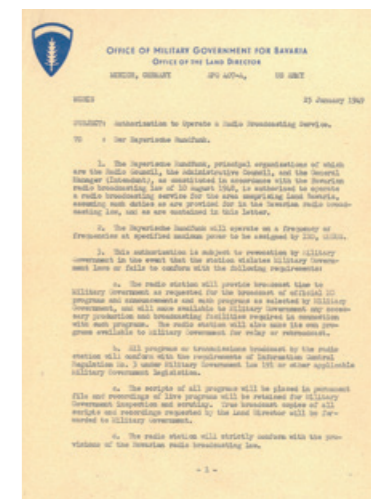 OFFICE OF MILITARY GOVERNMENT FOR BAVARIA
OFFICE OF THE LAND DIRECTOR
MUNICH, GERMANY APO 407-A, US ARMY
25 January 1949
SUBJECT: Authorization to Operate a Radio Broadcasting Service.
TO : Der Bayerische Rundfunk.
1. The Bayerische Rundfunk, principal organizations of which
are the Radio Council, the Administrative Council, and the General
Manager (Intendant), as constituted in accordance with the Bavarian
radio broadcasting law of 10 August 1948, is authorized to operate
a radio broadcasting service for the area comprising Land Bavaria,
assuming such duties as are provided for in the Bavarian radio broad-
casting law, and as are contained in this letter.
2. The Bayerische Rundfunk will operate on a frequency or
frequencies at specified maximum power to be assigned by
3. This authorization is subject to revocation by Military
Government in the event that the station violates Military Govern-
ment laws or fails to conform with the following requirements:
a. The radio station will provide broadcast time to
Military Government as requested for the broadcast of official
programs and announcements and such programs as selected by Military
Government, and will make available to Military Government any neces-
sary production and broadcasting facilities required in connection
with such programs. The radio station will also make its own pro-
grams available to Military Government for relay or rebroadcast.
b. All programs or transmissions broadcast by the radio
station will conform with the requirements of Information Control
Regulation No. 3 under Military Government Law 191 or other applicable
Military Government legislation.
c. The scripts of all programs will be placed in permanent
file and recordings of live programs will be retained for Military
Government inspection and scrutiny. True broadcast copies of all
scripts and recordings requested by the Land Director will be for-
warded to Military Government.
d. The radio station will strictly conform with the pro-
visions of the Bavarian radio broadcasting law.
- 1 -